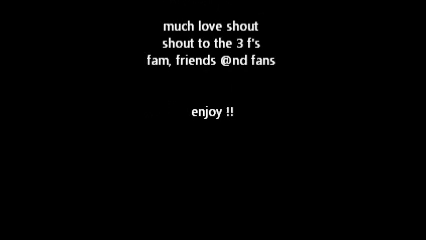 much love shout
shout to the 3 f's
fam, friends @nd fans
enjoy !!